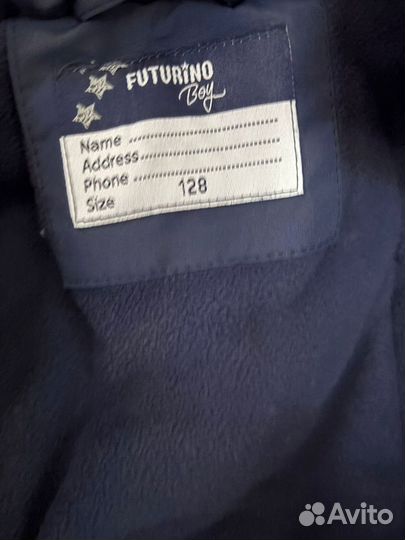 FUTURINO
Boy
Name ..............................
Address..............................
Phone ..............................
Size 128
Avito